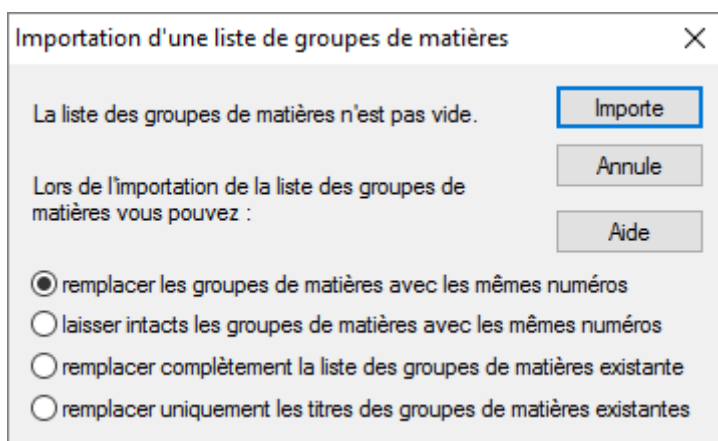 Importation d'une liste de groupes de matières
La liste des groupes de matières n'est pas vide.
Importe
Annule
Lors de l'importation de la liste des groupes de
matières vous pouvez :
Aide
remplacer les groupes de matières avec les mêmes numéros
laisser intacts les groupes de matières avec les mêmes numéros
remplacer complètement la liste des groupes de matières existante
remplacer uniquement les titres des groupes de matières existantes